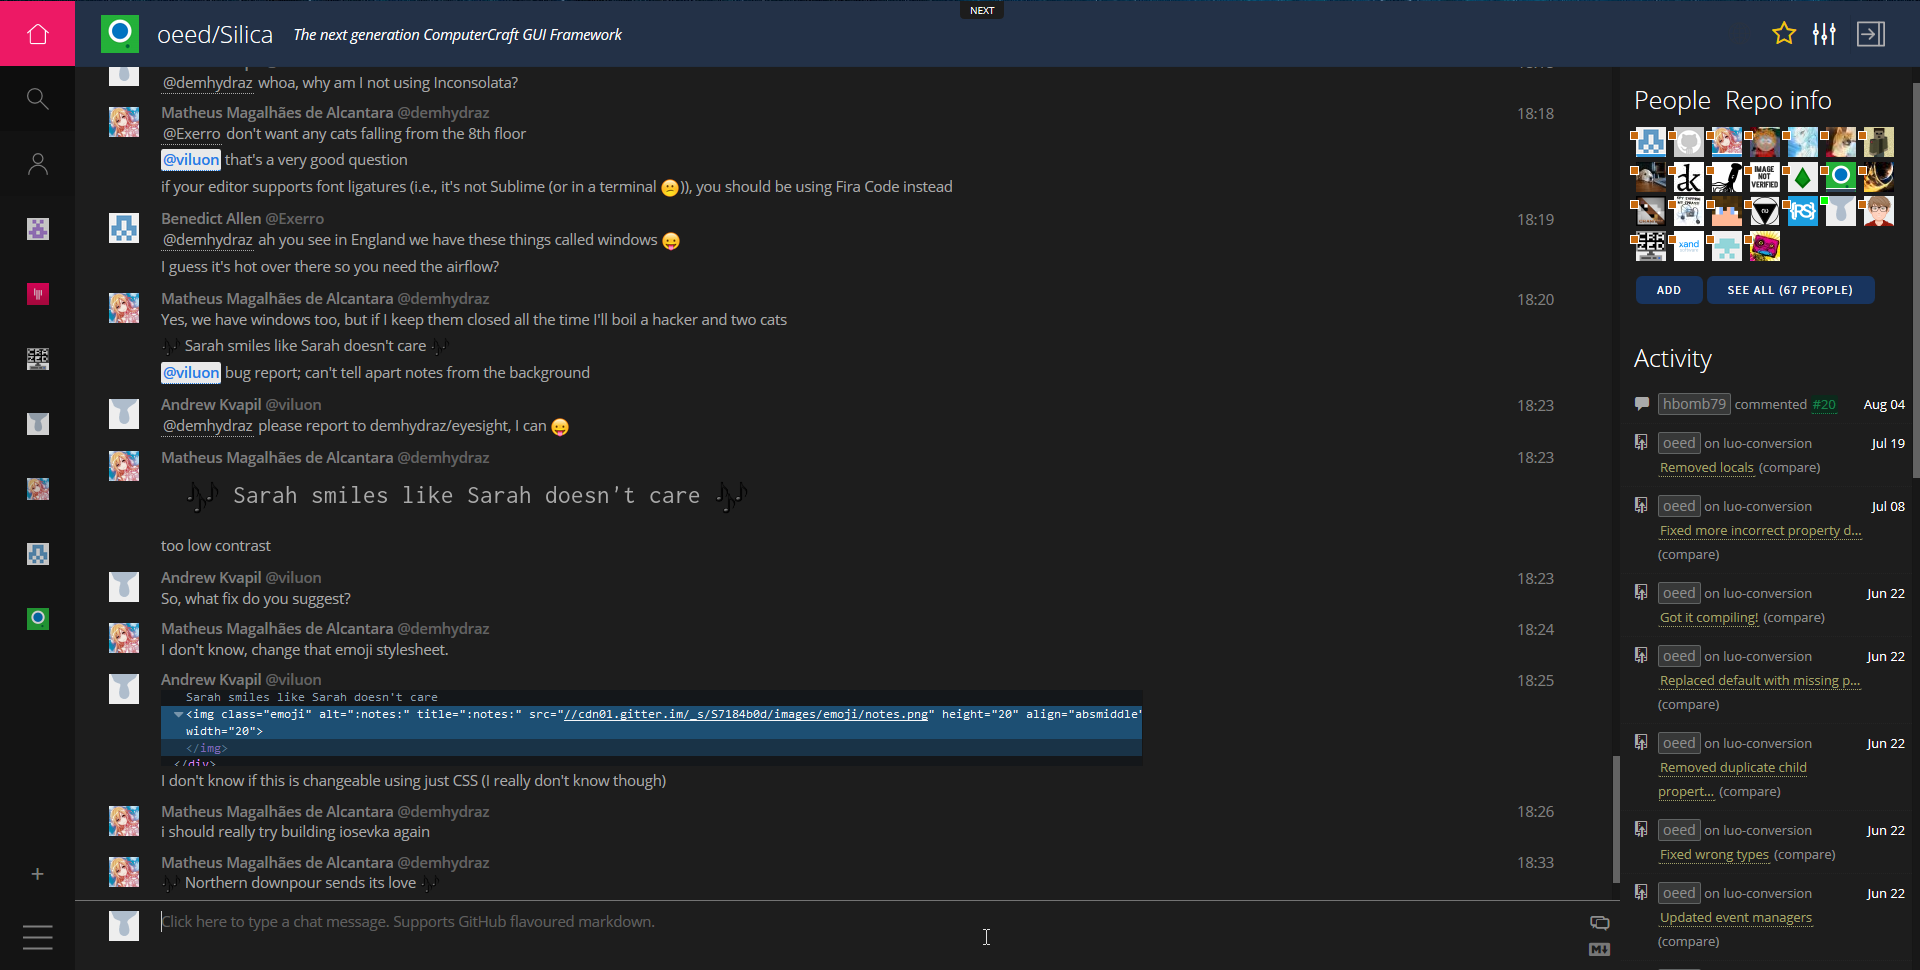 NEXT
oeed/Silica The next generation ComputerCraft GUI Framework
@demhydraz whoa, why am I not using Inconsolata?
Matheus Magalhães de Alcantara @demhydraz 18:18
@Exerro don't want any cats falling from the 8th floor
@viluon that's a very good question
if your editor supports font ligatures (i.e., it's not Sublime (or in a terminal 😕)), you should be using Fira Code instead
Benedict Allen @Exerro 18:19
@demhydraz ah you see in England we have these things called windows 😛
I guess it's hot over there so you need the airflow?
Matheus Magalhães de Alcantara @demhydraz 18:20
Yes, we have windows too, but if I keep them closed all the time I'll boil a hacker and two cats
🎶 Sarah smiles like Sarah doesn't care 🎶
@viluon bug report; can't tell apart notes from the background
Andrew Kvapil @viluon 18:23
@demhydraz please report to demhydraz/eyesight, I can 😛
Matheus Magalhães de Alcantara @demhydraz 18:23
🎶 Sarah smiles like Sarah doesn't care 🎶
too low contrast
Andrew Kvapil @viluon 18:23
So, what fix do you suggest?
Matheus Magalhães de Alcantara @demhydraz 18:24
I don't know, change that emoji stylesheet.
Andrew Kvapil @viluon 18:25
Sarah smiles like Sarah doesn't care
<img class="emoji" alt=":notes:" title=":notes:" src="//cdn01.gitter.im/_s/S7184b0d/images/emoji/notes.png" height="20" align="absmiddle"
width="20">
</img>
</div>
I don't know if this is changeable using just CSS (I really don't know though)
Matheus Magalhães de Alcantara @demhydraz 18:26
i should really try building iosevka again
Matheus Magalhães de Alcantara @demhydraz 18:33
🎶 Northern downpour sends its love 🎶
Click here to type a chat message. Supports GitHub flavoured markdown.
M
People Repo info
ak
IMAGE
NOT
VERIFIED
xand
ADD SEE ALL (67 PEOPLE)
Activity
hbomb79 commented #20 Aug 04
oeed on luo-conversion Jul 19
Removed locals (compare)
oeed on luo-conversion Jul 08
Fixed more incorrect property d...
(compare)
oeed on luo-conversion Jun 22
Got it compiling! (compare)
oeed on luo-conversion Jun 22
Replaced default with missing p...
(compare)
oeed on luo-conversion Jun 22
Removed duplicate child
propert... (compare)
oeed on luo-conversion Jun 22
Fixed wrong types (compare)
oeed on luo-conversion Jun 22
Updated event managers
(compare)